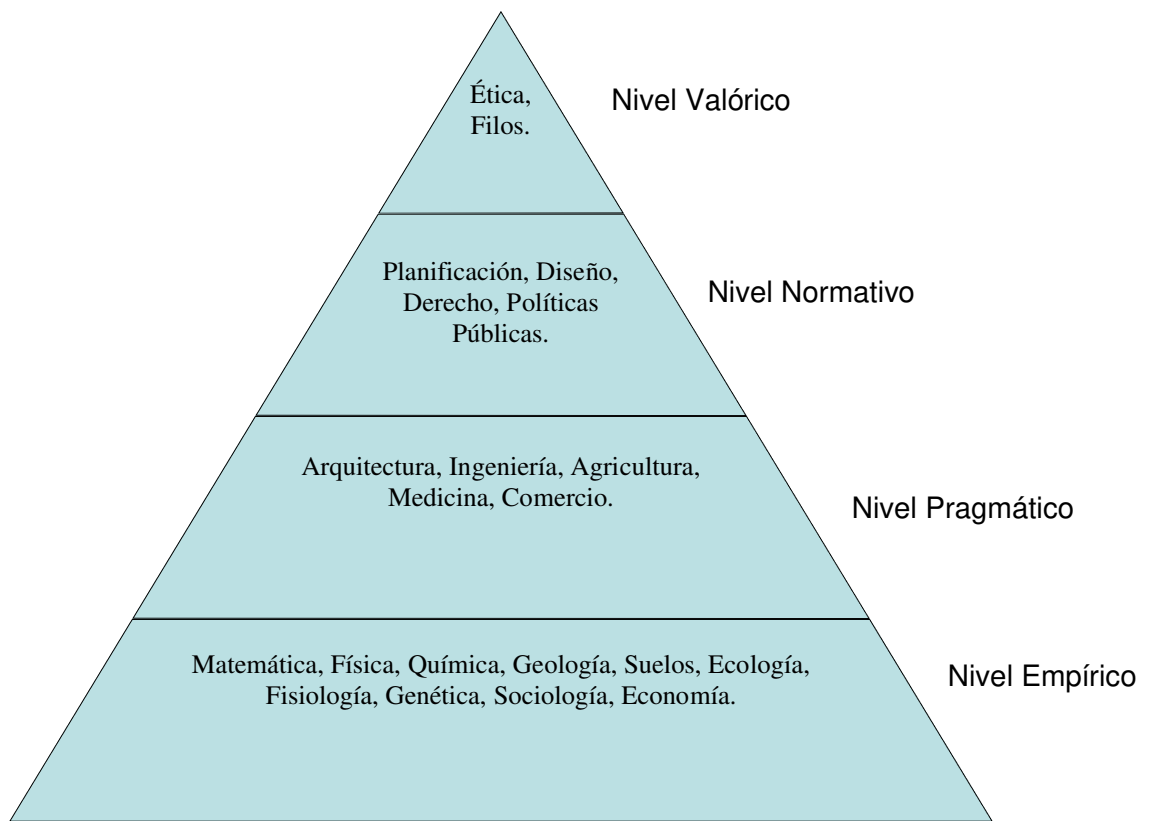 Ética,
Filos.
Nivel Valórico
Planificación, Diseño,
Derecho, Políticas
Públicas.
Nivel Normativo
Arquitectura, Ingeniería, Agricultura,
Medicina, Comercio.
Nivel Pragmático
Matemática, Física, Química, Geología, Suelos, Ecología,
Fisiología, Genética, Sociología, Economía.
Nivel Empírico